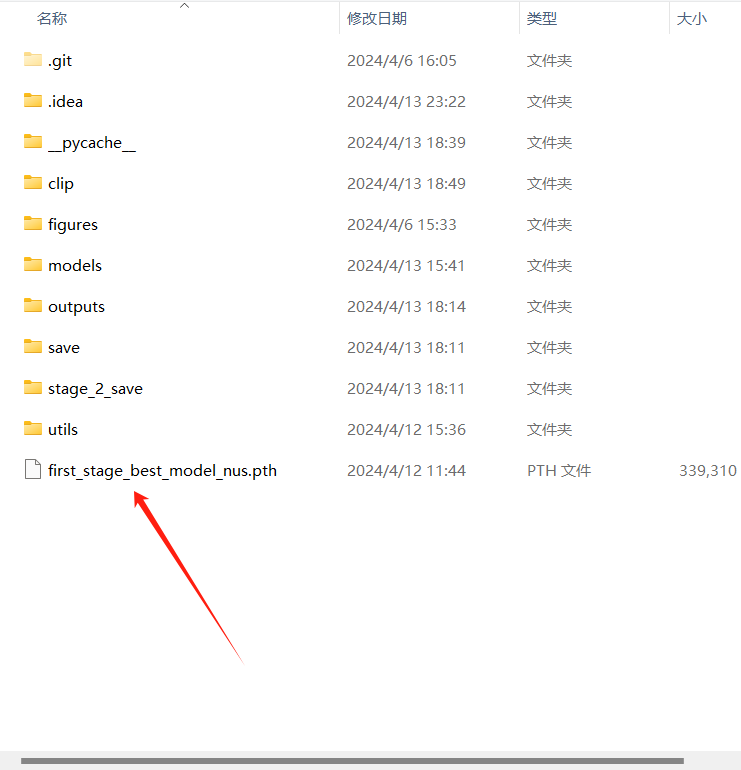 名称 修改日期 类型 大小
.git 2024/4/6 16:05 文件夹
.idea 2024/4/13 23:22 文件夹
__pycache__ 2024/4/13 18:39 文件夹
clip 2024/4/13 18:49 文件夹
figures 2024/4/6 15:33 文件夹
models 2024/4/13 15:41 文件夹
outputs 2024/4/13 18:14 文件夹
save 2024/4/13 18:11 文件夹
stage_2_save 2024/4/13 18:11 文件夹
utils 2024/4/12 15:36 文件夹
first_stage_best_model_nus.pth 2024/4/12 11:44 PTH 文件 339,310